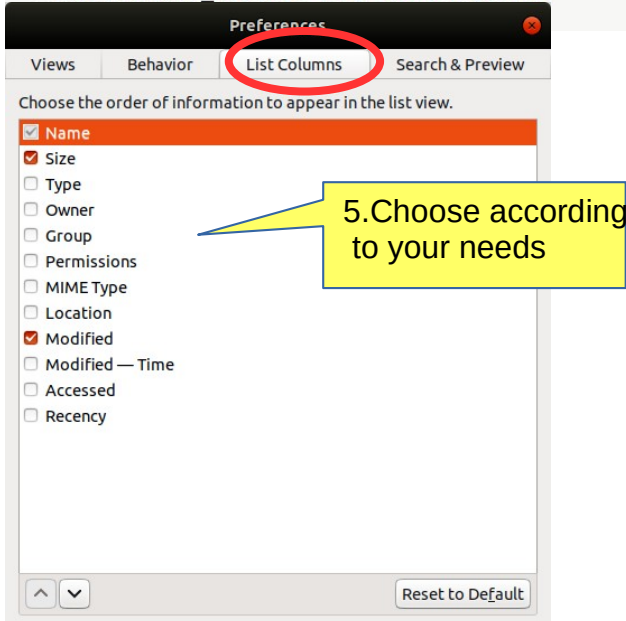 Preferences
Views Behavior List Columns Search & Preview
Choose the order of information to appear in the list view.
Name
Size
Type
Owner
Group
Permissions
MIME Type
Location
Modified
Modified — Time
Accessed
Recency
5.Choose according
to your needs
Reset to Default